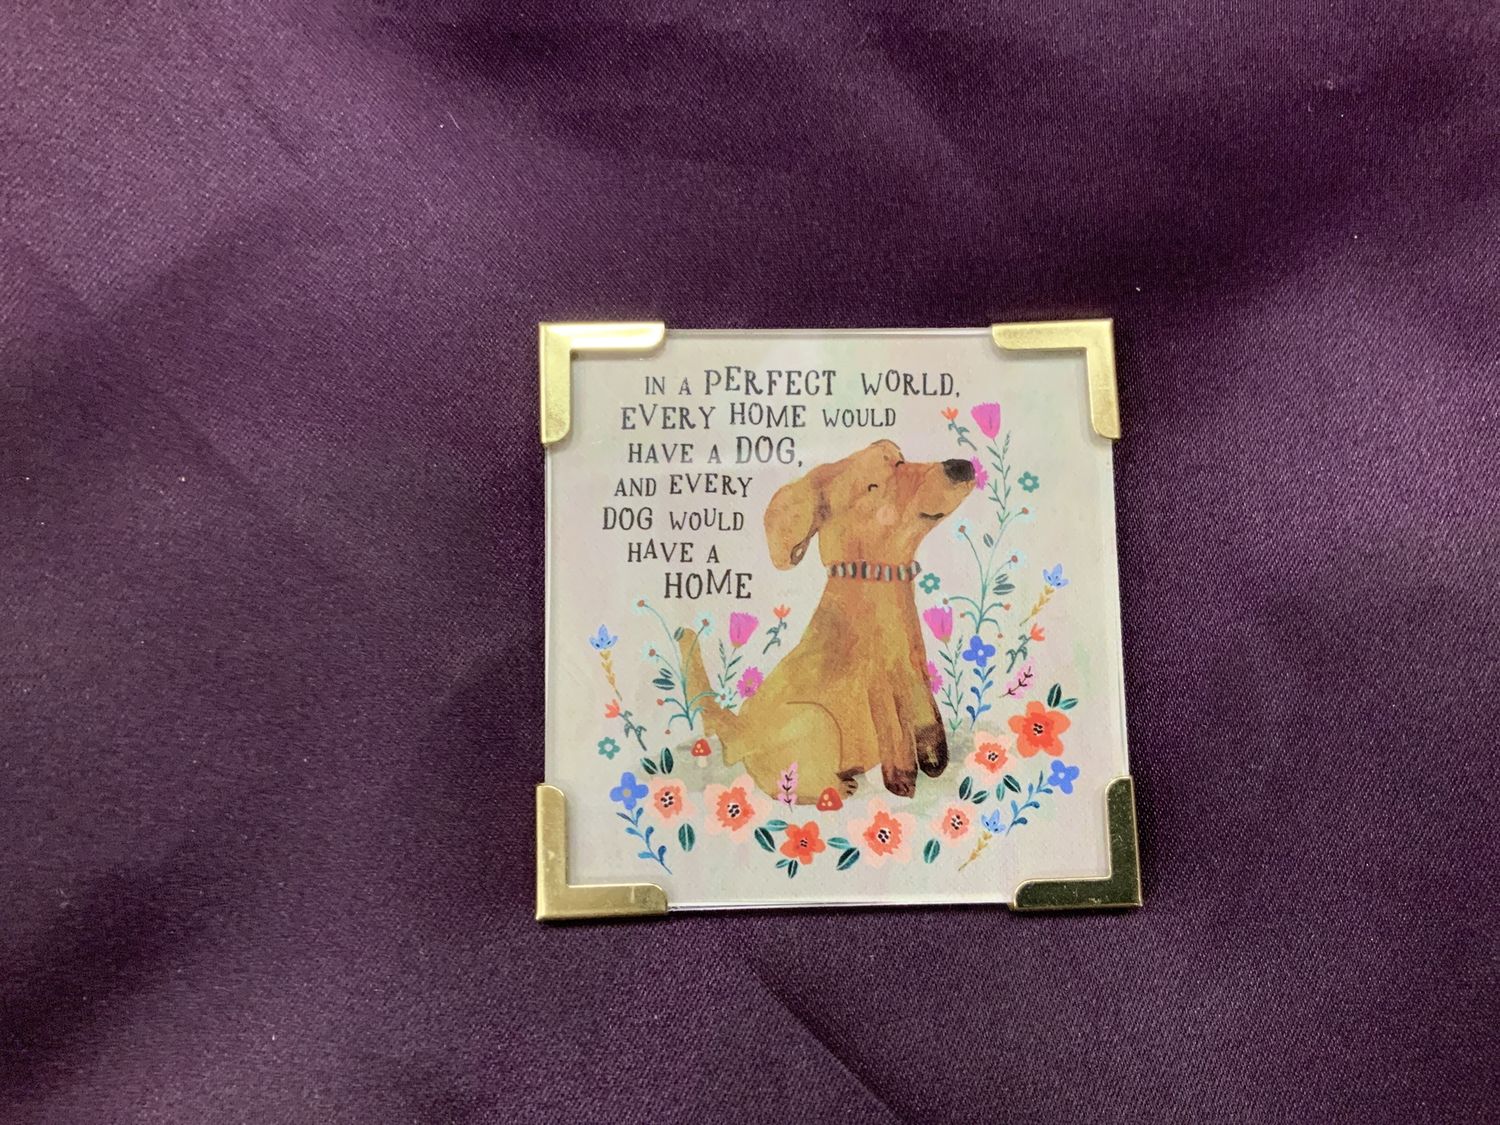 IN A PERFECT WORLD,
EVERY HOME WOULD
HAVE A DOG,
AND EVERY
DOG WOULD
HAVE A
HOME